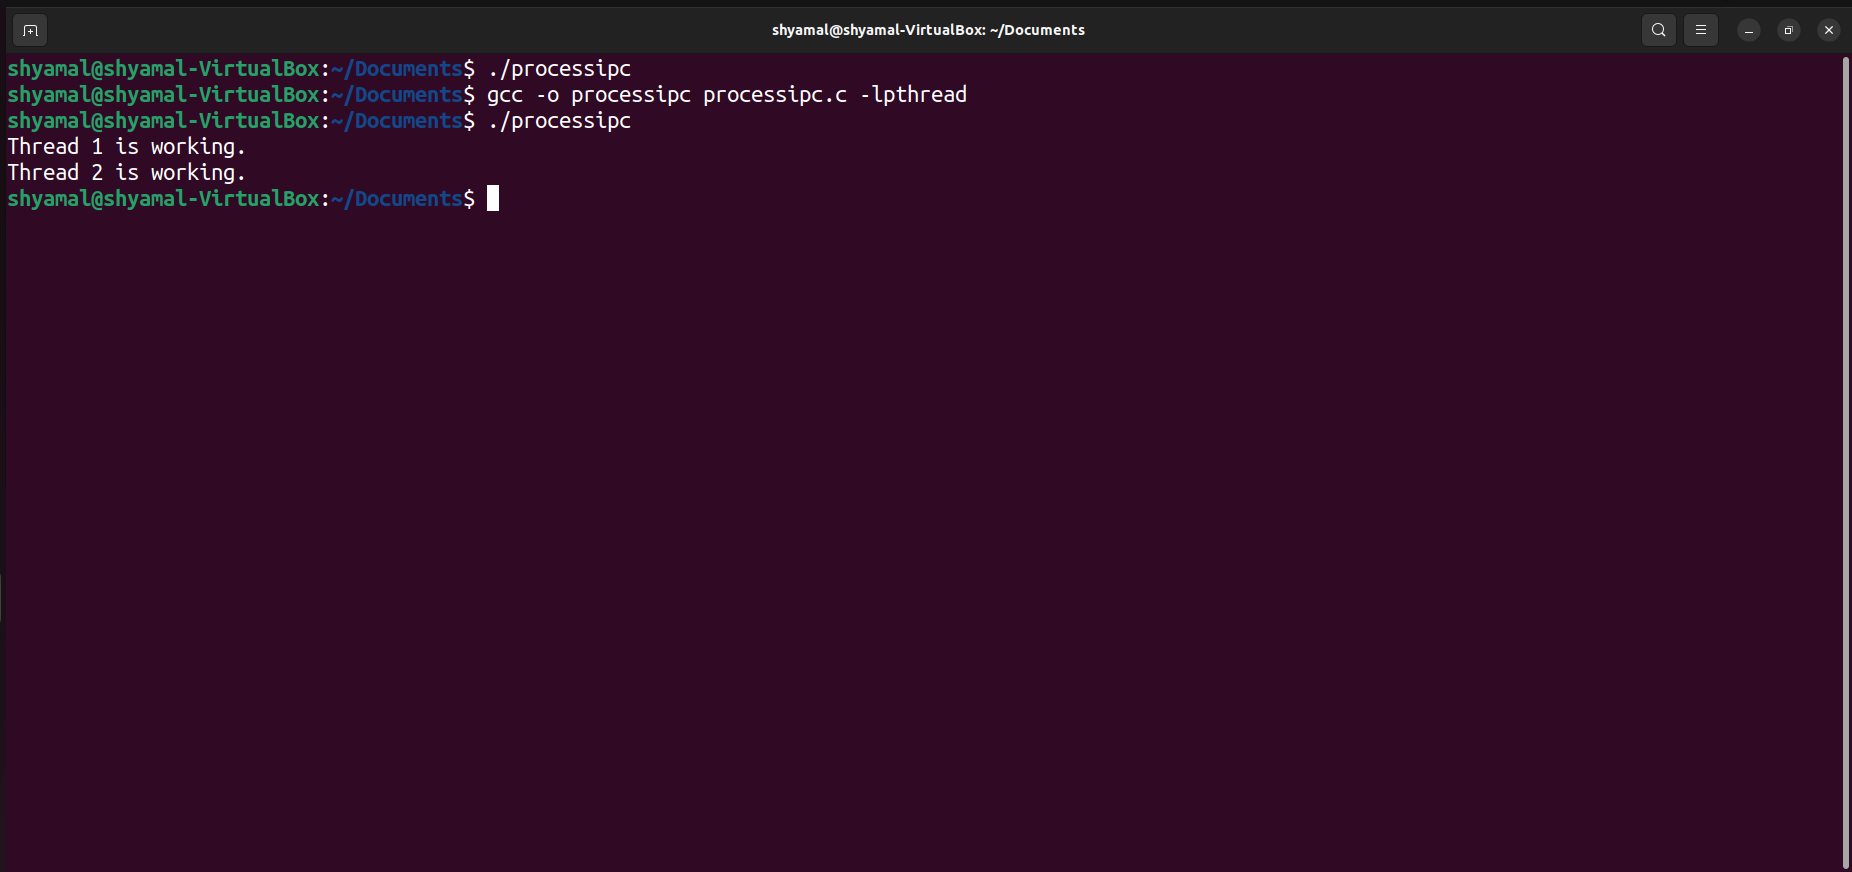 shyamal@shyamal-VirtualBox: ~/Documents
shyamal@shyamal-VirtualBox:~/Documents$ ./processipc
shyamal@shyamal-VirtualBox:~/Documents$ gcc -o processipc processipc.c -lpthread
shyamal@shyamal-VirtualBox:~/Documents$ ./processipc
Thread 1 is working.
Thread 2 is working.
shyamal@shyamal-VirtualBox:~/Documents$